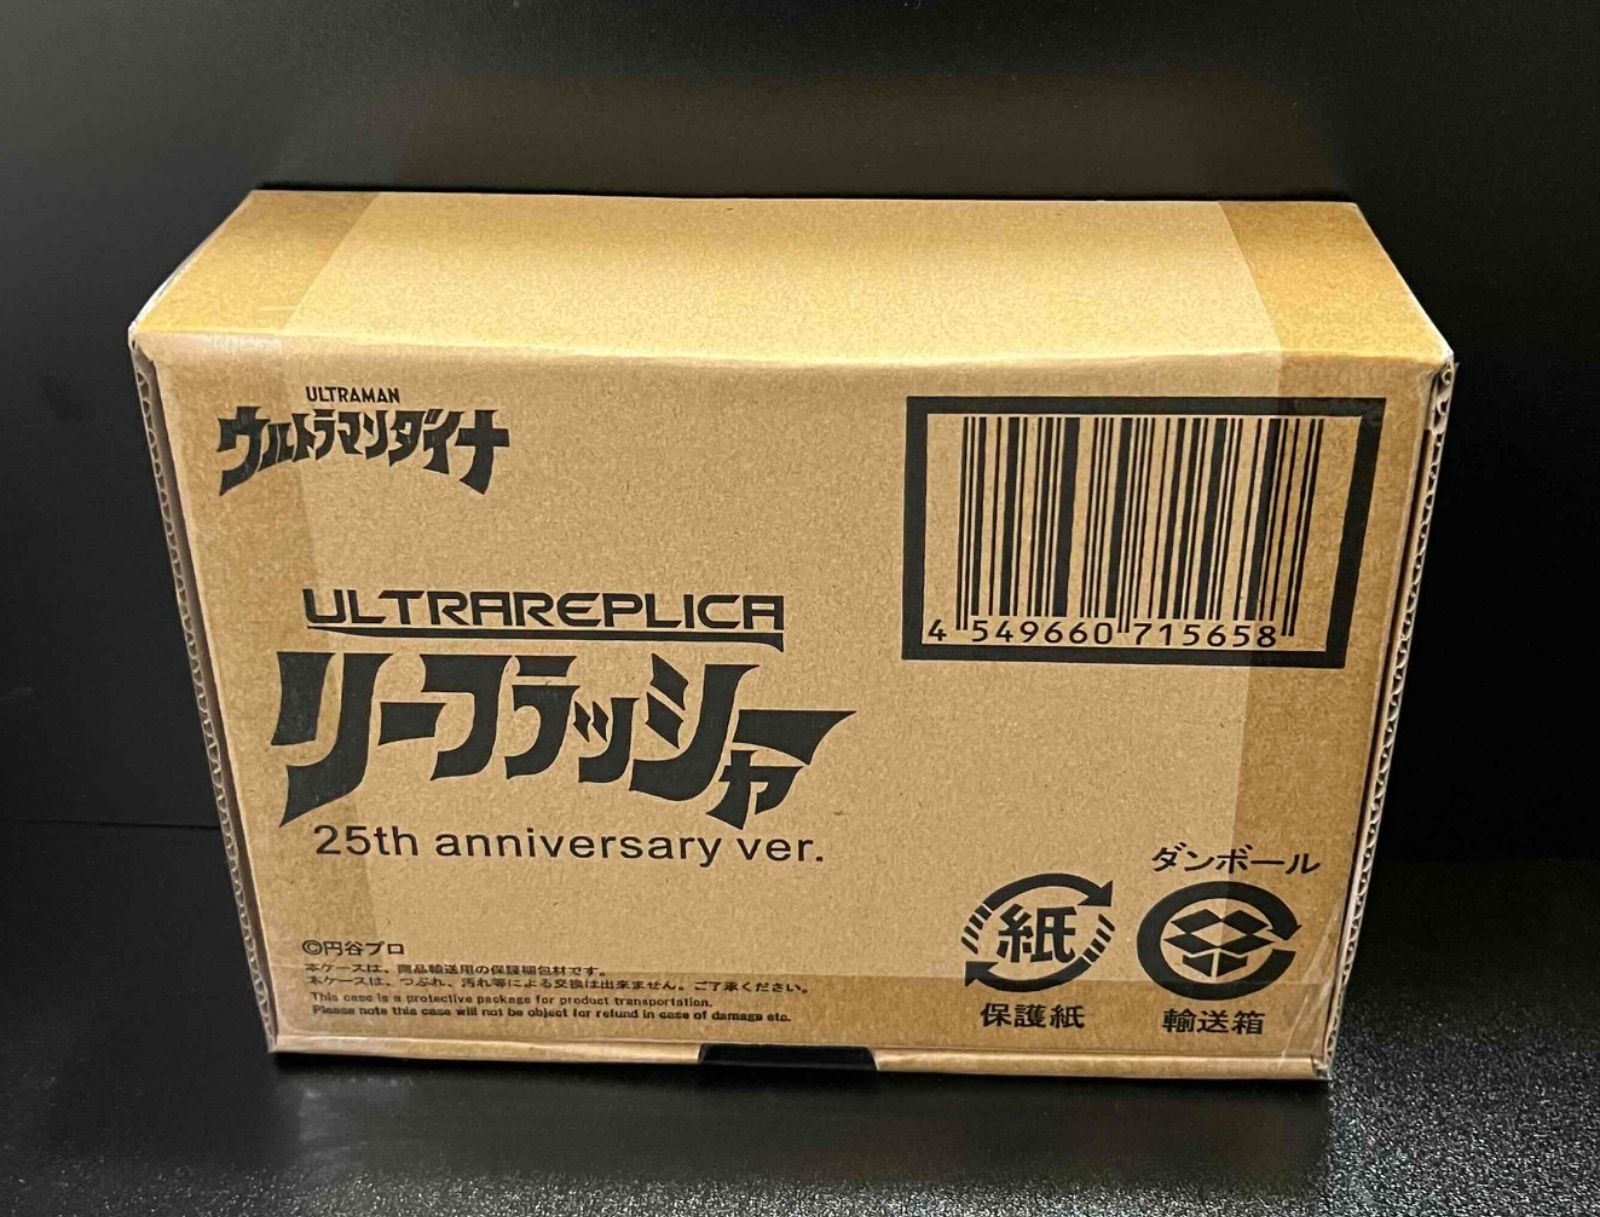 ULTRAMAN
ウルトラマンダイナ
4 549660 715658
ULTRAREPLICA
リーフラッシャー
25th anniversary ver.
ダンボール
紙
保護紙
輸送箱
©円谷プロ
本ケースは、商品輸送用の保護梱包材です。
本ケースは、つぶれ、汚れ等による交換は出来ません。ご了承ください。
This case is a protective package for product transportation.
Please note this case will not be object for refund in case of damage etc.